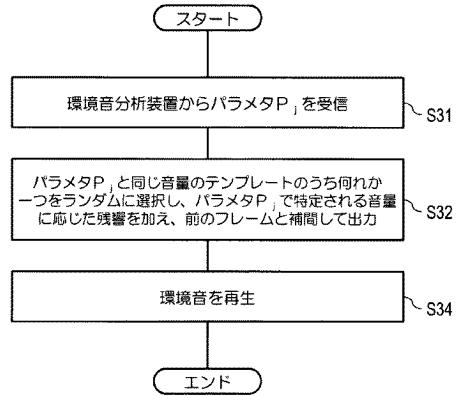 スタート
環境音分析装置からパラメタPjを受信
S31
パラメタPjと同じ音量のテンプレートのうち何れか
一つをランダムに選択し、パラメタPjで特定される音量
に応じた残響を加え、前のフレームと補間して出力
S32
環境音を再生
S34
エンド